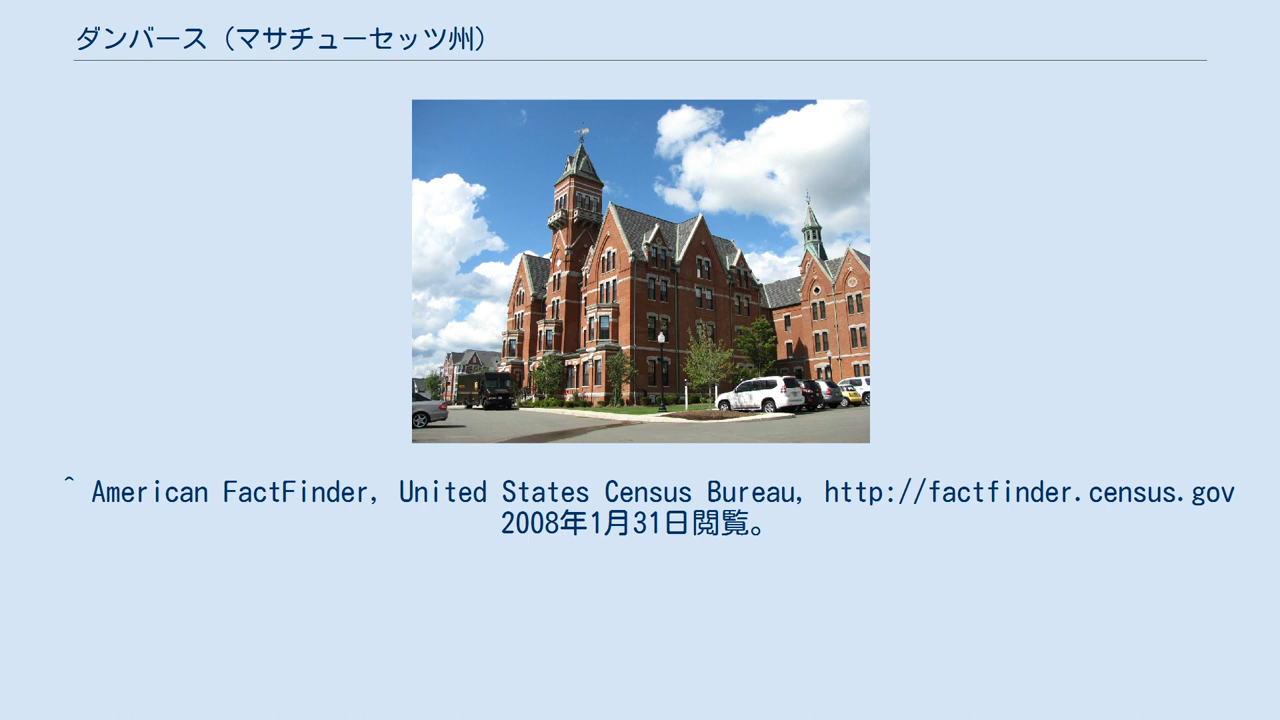 ダンバース（マサチューセッツ州）
^ American FactFinder, United States Census Bureau, http://factfinder.census.gov
2008年1月31日閲覧。